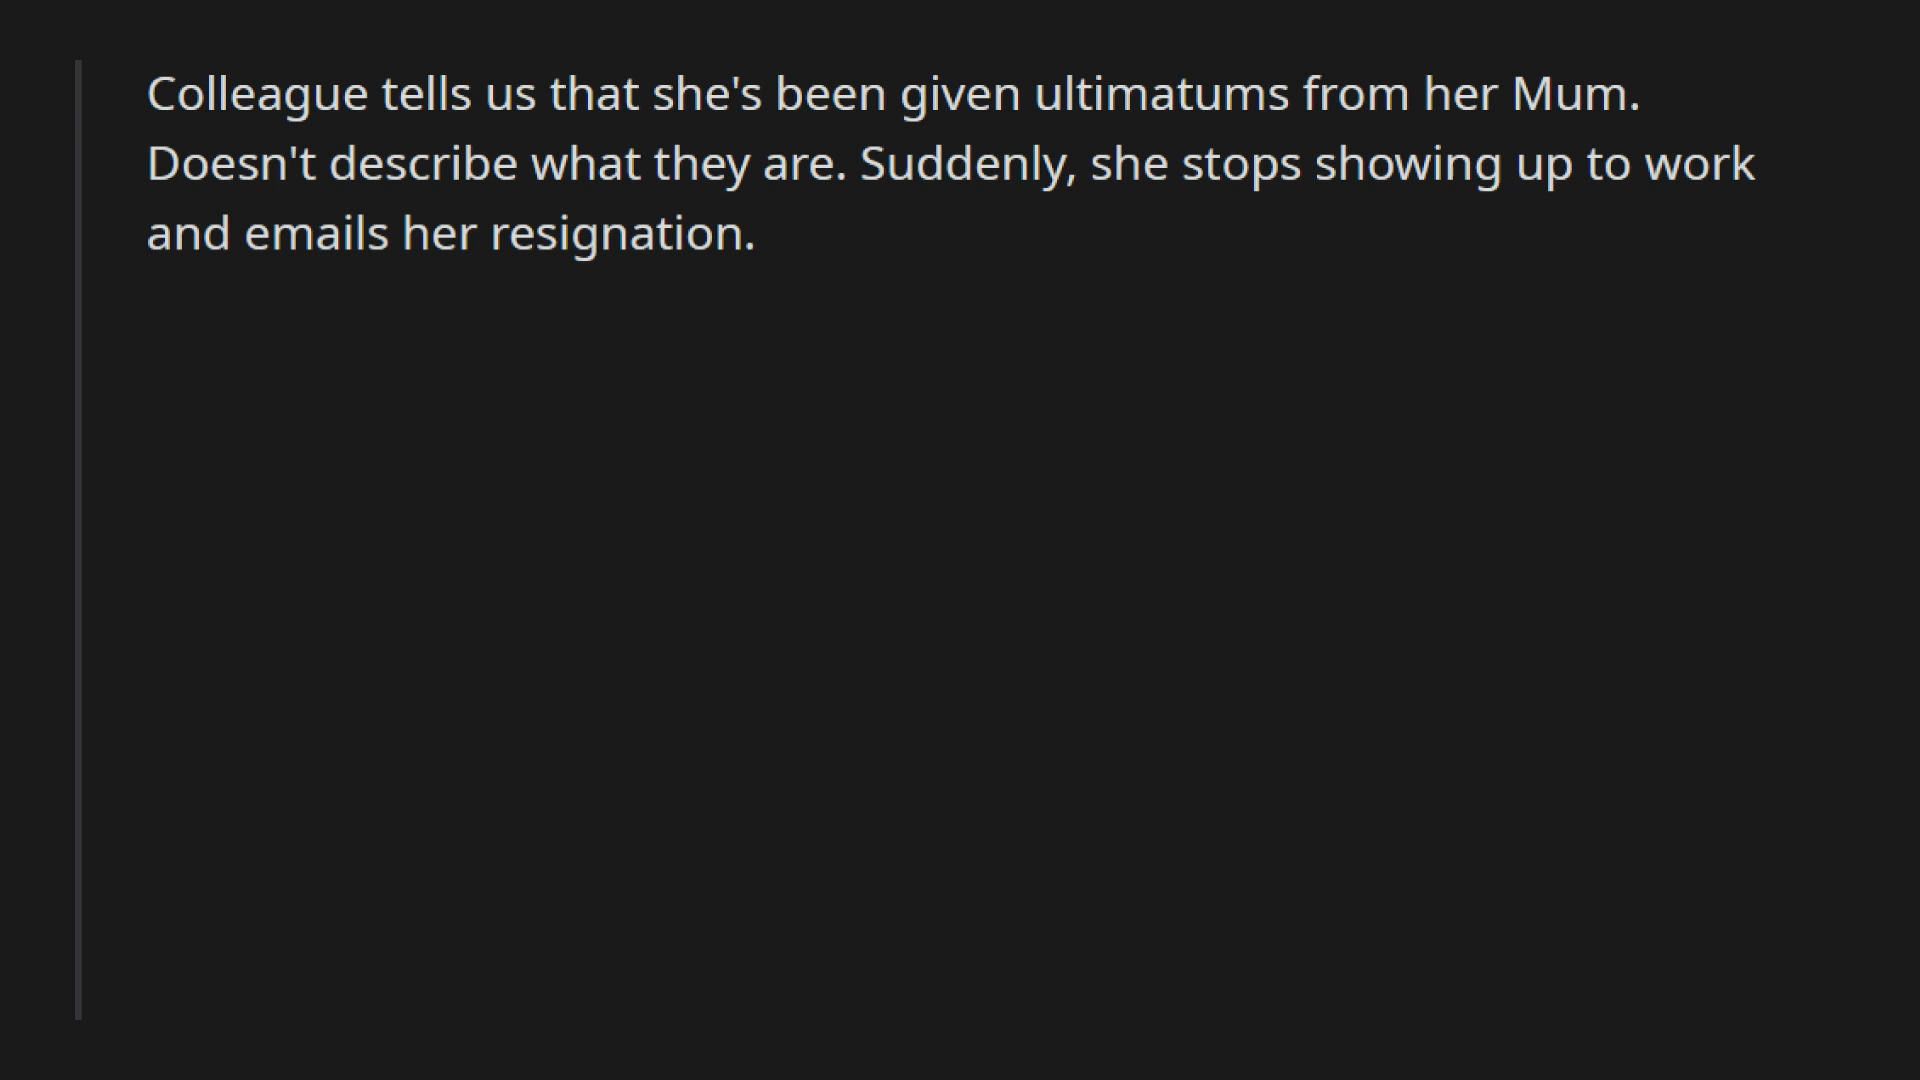 Colleague tells us that she's been given ultimatums from her Mum.
Doesn't describe what they are. Suddenly, she stops showing up to work
and emails her resignation.